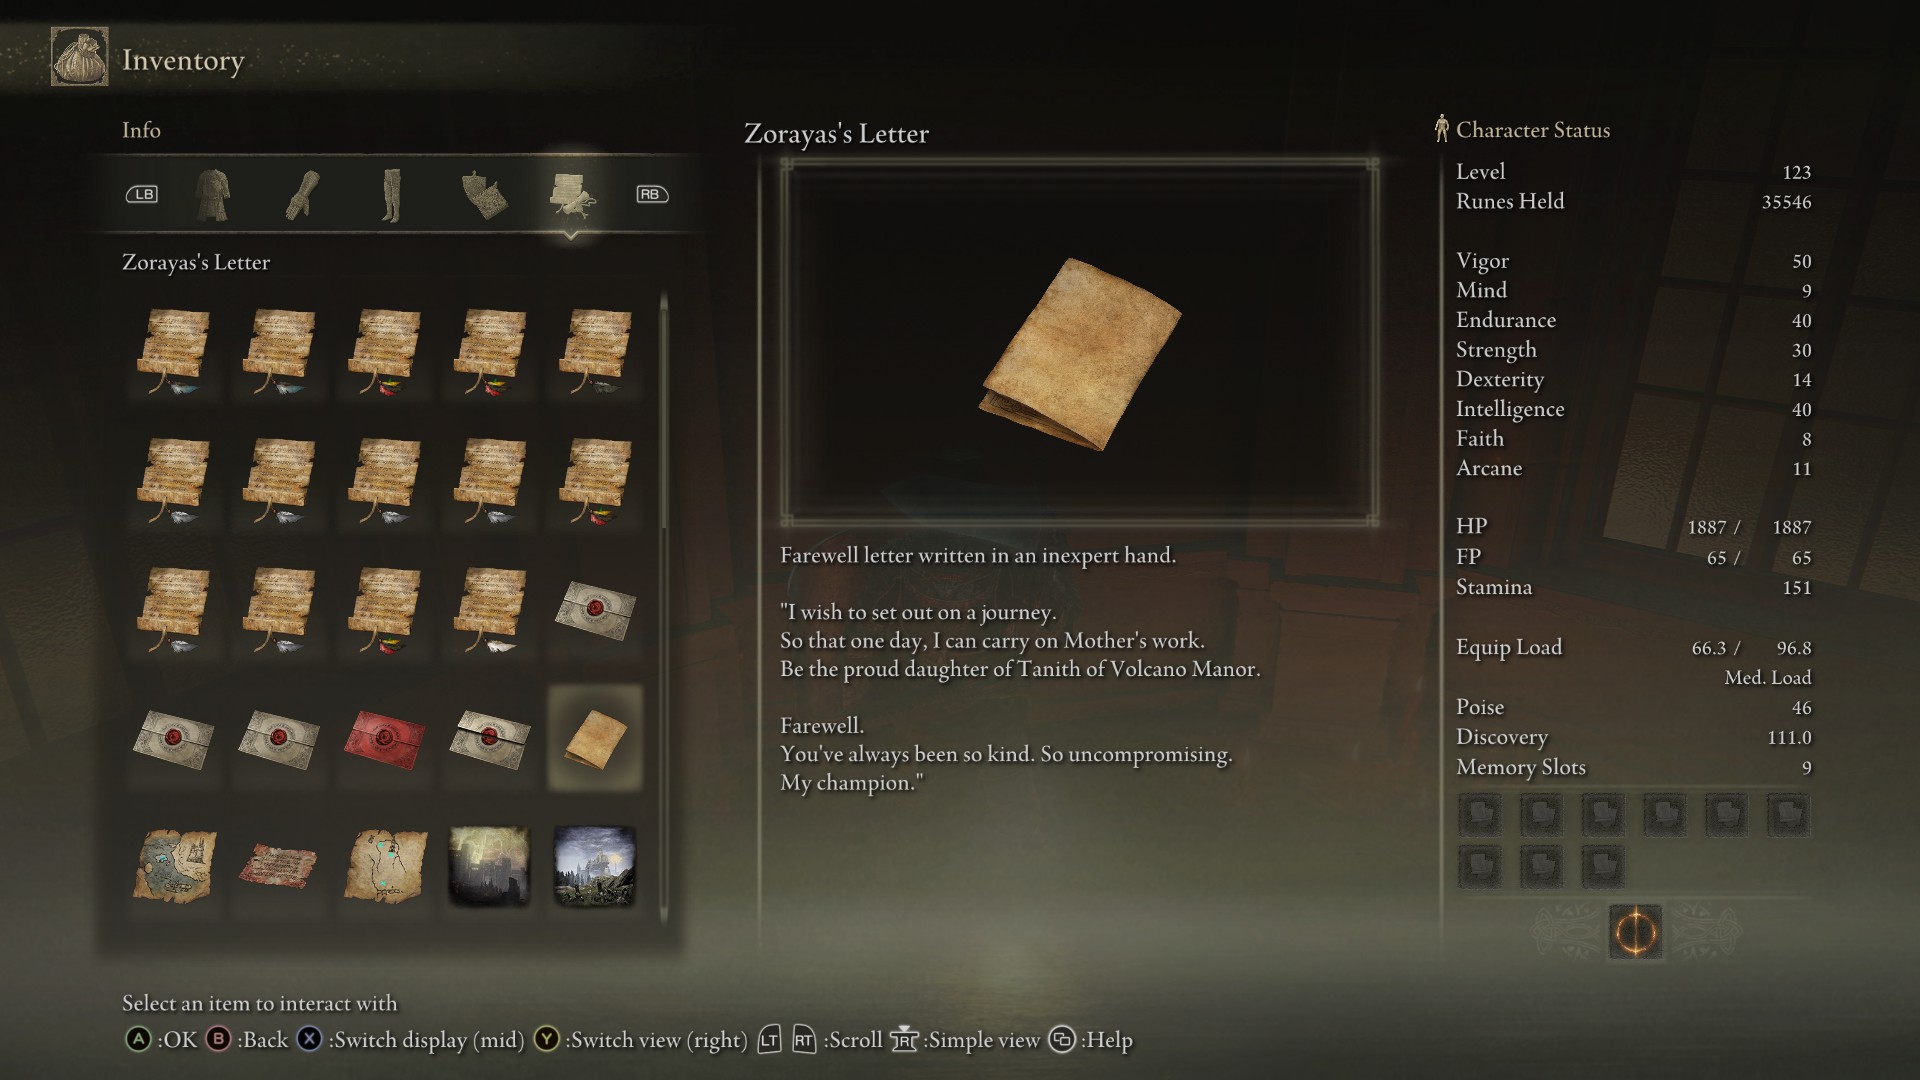 Inventory
Info
LB
RB
Zorayas's Letter
Zorayas's Letter
Farewell letter written in an inexpert hand.
"I wish to set out on a journey.
So that one day, I can carry on Mother's work.
Be the proud daughter of Tanith of Volcano Manor.
Farewell.
You've always been so kind. So uncompromising.
My champion."
Character Status
Level 123
Runes Held 35546
Vigor 50
Mind 9
Endurance 40
Strength 30
Dexterity 14
Intelligence 40
Faith 8
Arcane 11
HP 1887 / 1887
FP 65 / 65
Stamina 151
Equip Load 66.3 / 96.8
Med. Load
Poise 46
Discovery 111.0
Memory Slots 9
Select an item to interact with
A :OK B :Back X :Switch display (mid) Y :Switch view (right) LT RT :Scroll R :Simple view :Help